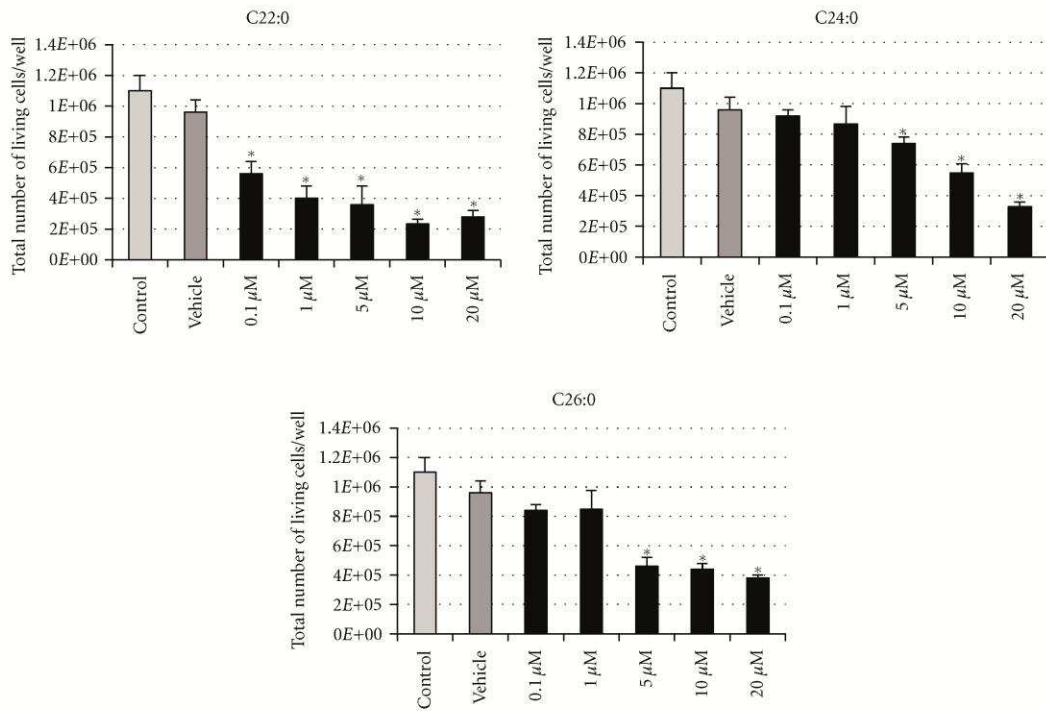 C22:0
Total number of living cells/well
1.4E+06
1.2E+06
1E+06
8E+05
6E+05
4E+05
2E+05
0E+00
* * * * *
Control
Vehicle
0.1 µM
1 µM
5 µM
10 µM
20 µM
C24:0
Total number of living cells/well
1.4E+06
1.2E+06
1E+06
8E+05
6E+05
4E+05
2E+05
0E+00
* * *
Control
Vehicle
0.1 µM
1 µM
5 µM
10 µM
20 µM
C26:0
Total number of living cells/well
1.4E+06
1.2E+06
1E+06
8E+05
6E+05
4E+05
2E+05
0E+00
* * *
Control
Vehicle
0.1 µM
1 µM
5 µM
10 µM
20 µM